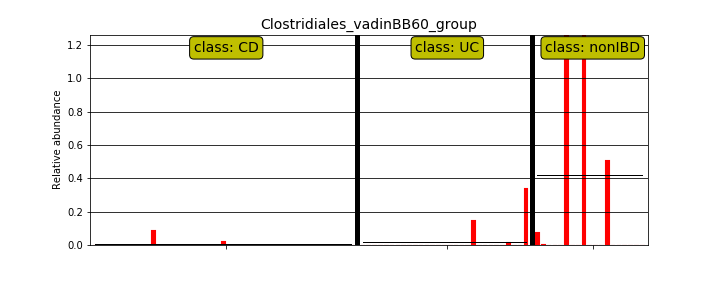 Clostridiales_vadinBB60_group
class: CD
class: UC
class: nonIBD
Relative abundance
1.2
1.0
0.8
0.6
0.4
0.2
0.0